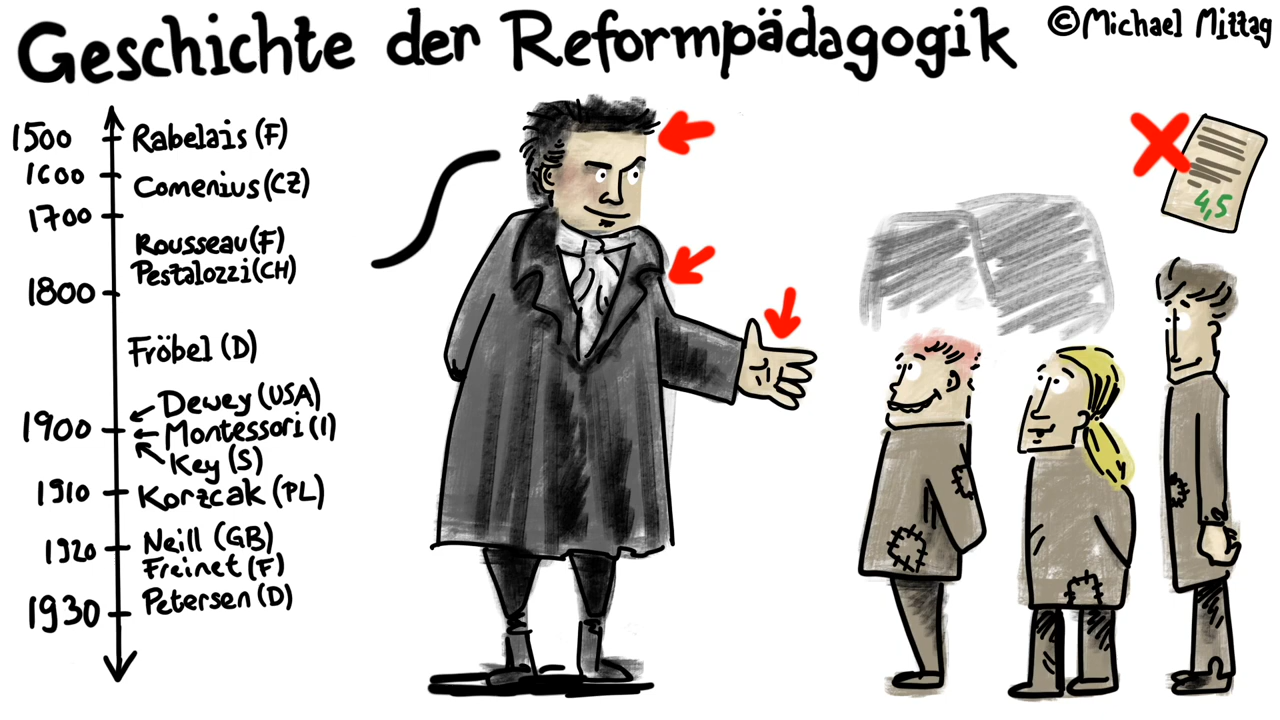 Geschichte der Reformpädagogik
©Michael Mittag
1500 Rabelais (F)
1600 Comenius (CZ)
1700
Rousseau (F)
Pestalozzi (CH)
1800
Fröbel (D)
Dewey (USA)
1900 Montessori (I)
Key (S)
1910 Korzcak (PL)
1920 Neill (GB)
Freinet (F)
Petersen (D)
1930
4,5